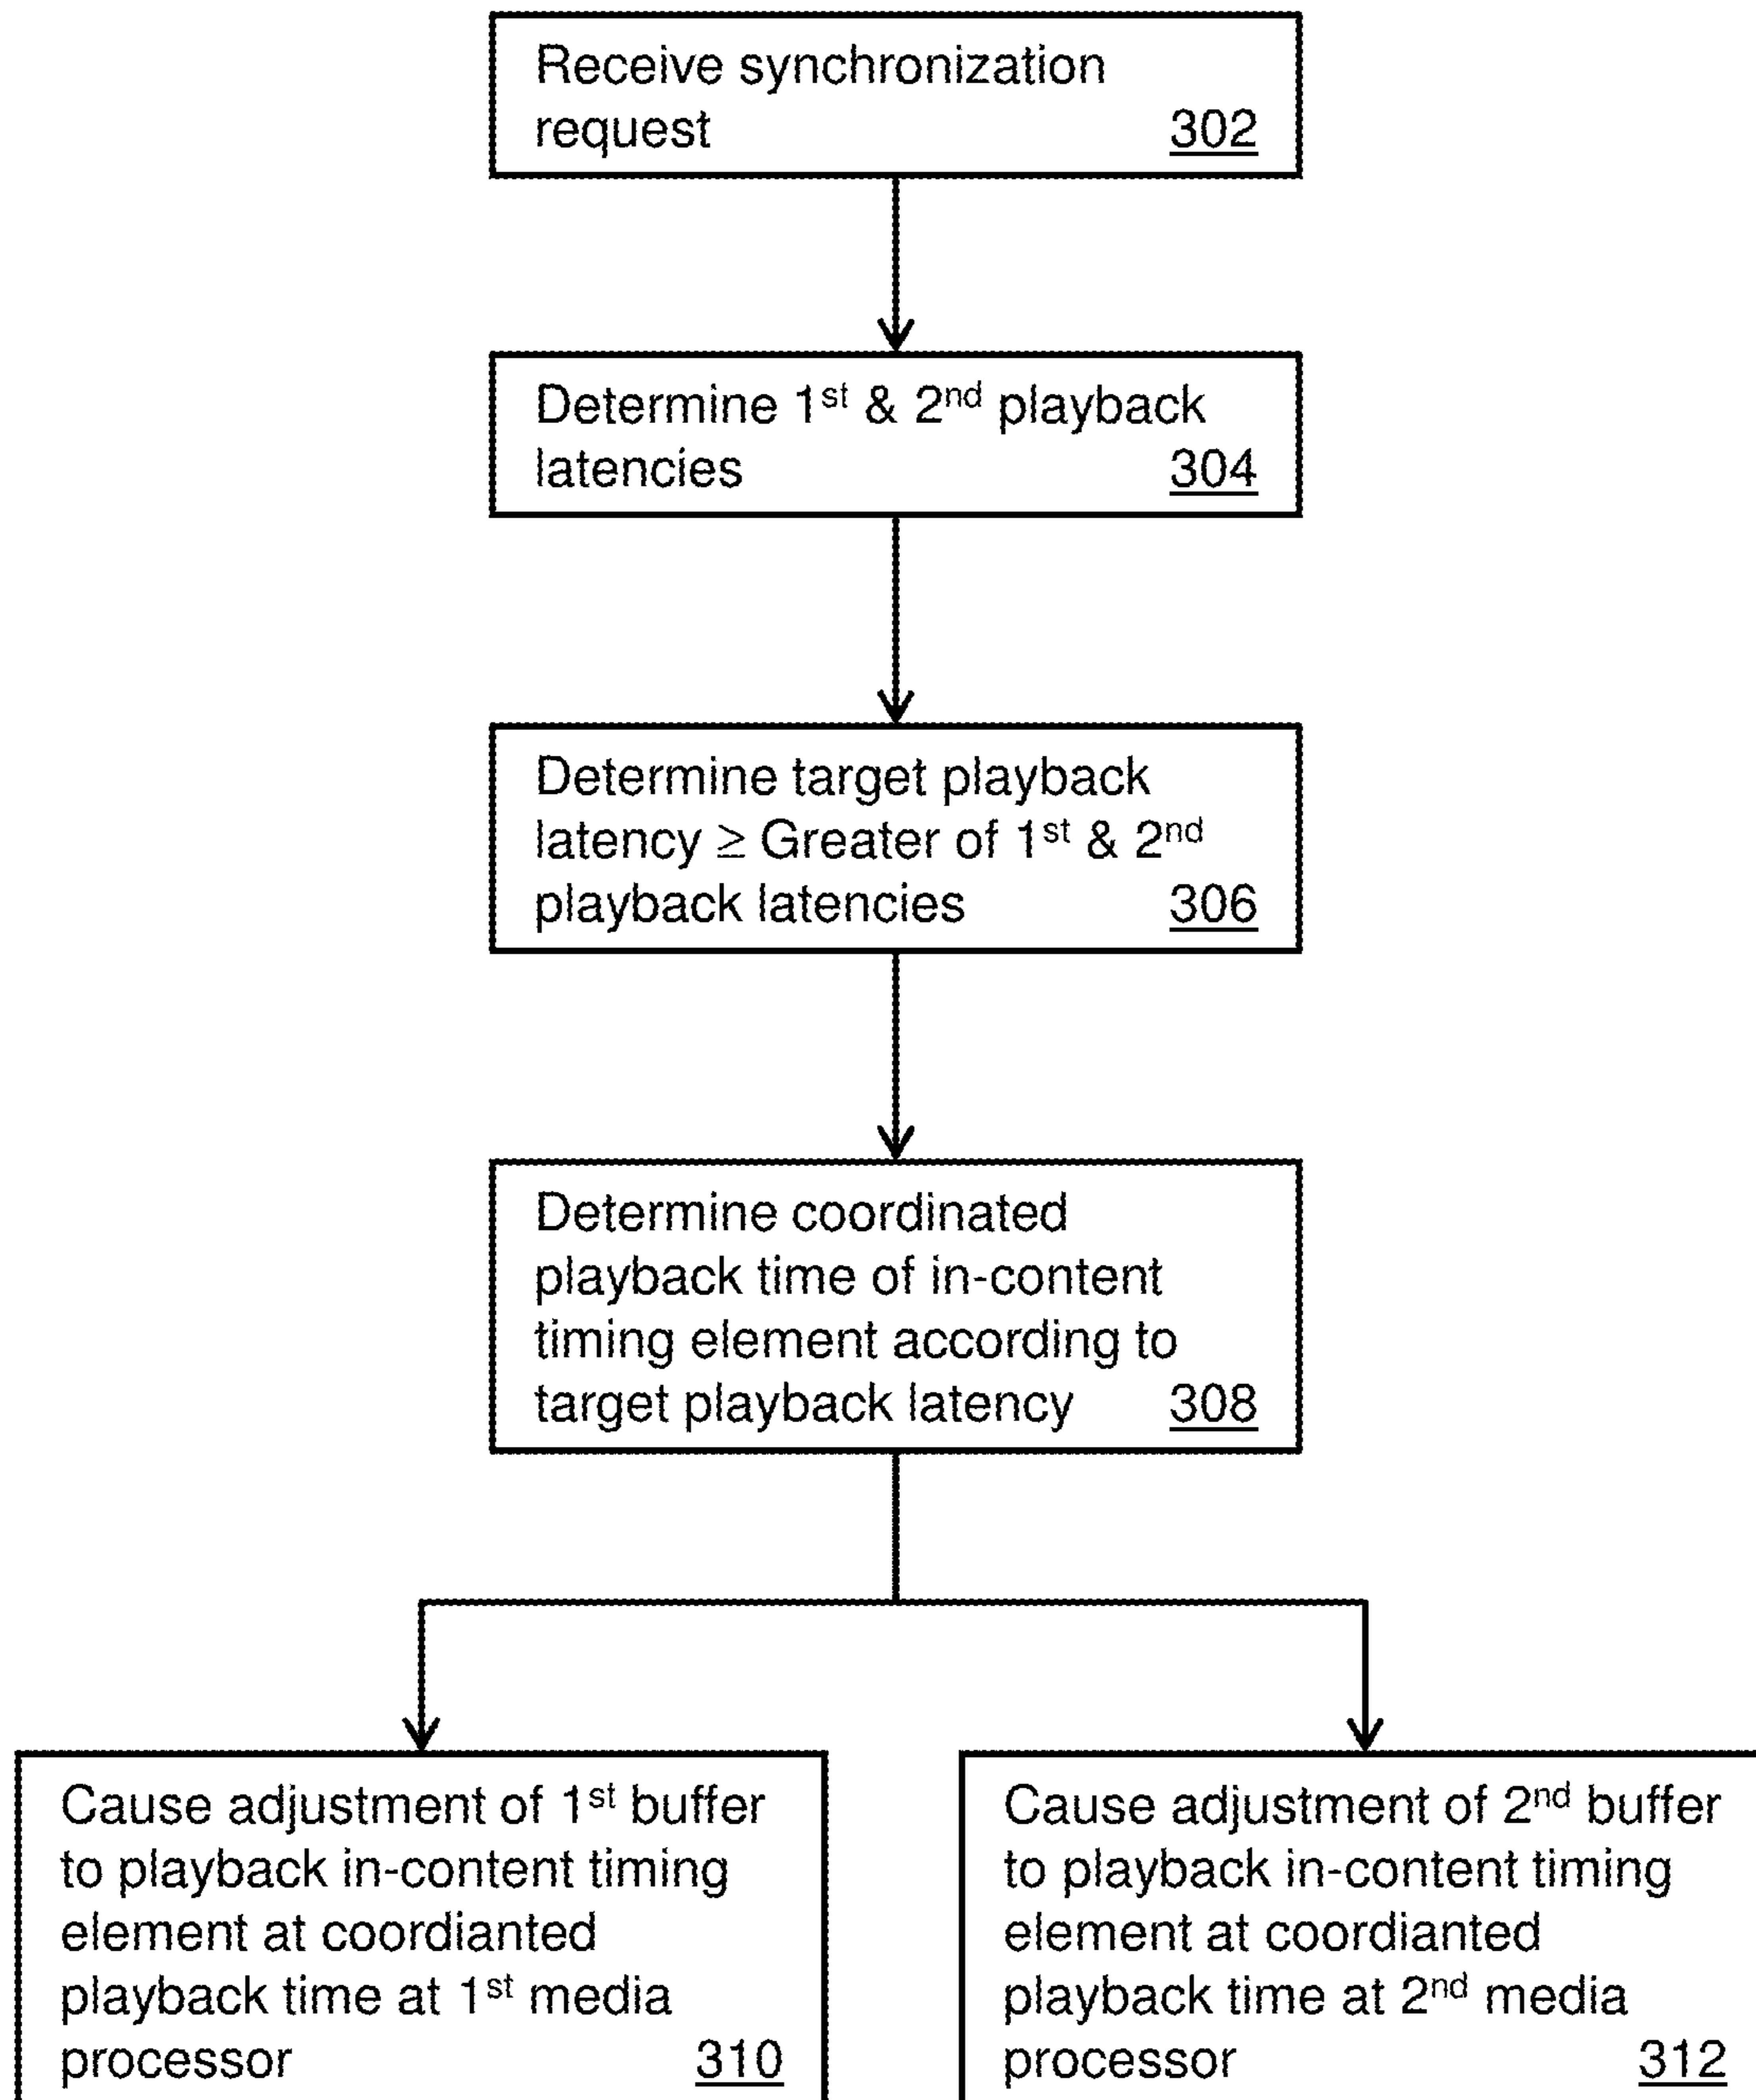 Receive synchronization
request 302
Determine 1st & 2nd playback
latencies 304
Determine target playback
latency ≥ Greater of 1st & 2nd
playback latencies 306
Determine coordinated
playback time of in-content
timing element according to
target playback latency 308
Cause adjustment of 1st buffer
to playback in-content timing
element at coordianted
playback time at 1st media
processor 310
Cause adjustment of 2nd buffer
to playback in-content timing
element at coordianted
playback time at 2nd media
processor 312